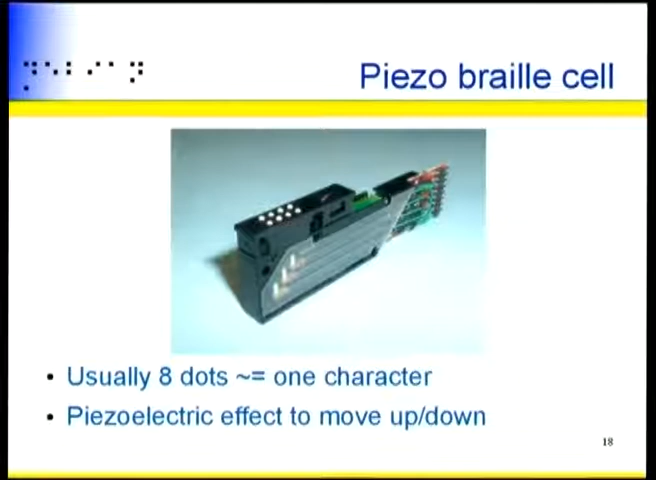 Piezo braille cell
Usually 8 dots ~= one character
Piezoelectric effect to move up/down
18